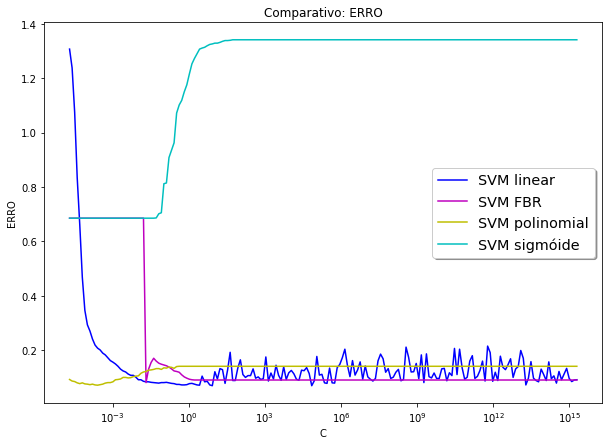 Comparativo: ERRO
ERRO
1.4
1.2
1.0
0.8
0.6
0.4
0.2
SVM linear
SVM FBR
SVM polinomial
SVM sigmóide
10⁻³ 10⁰ 10³ 10⁶ 10⁹ 10¹² 10¹⁵
C